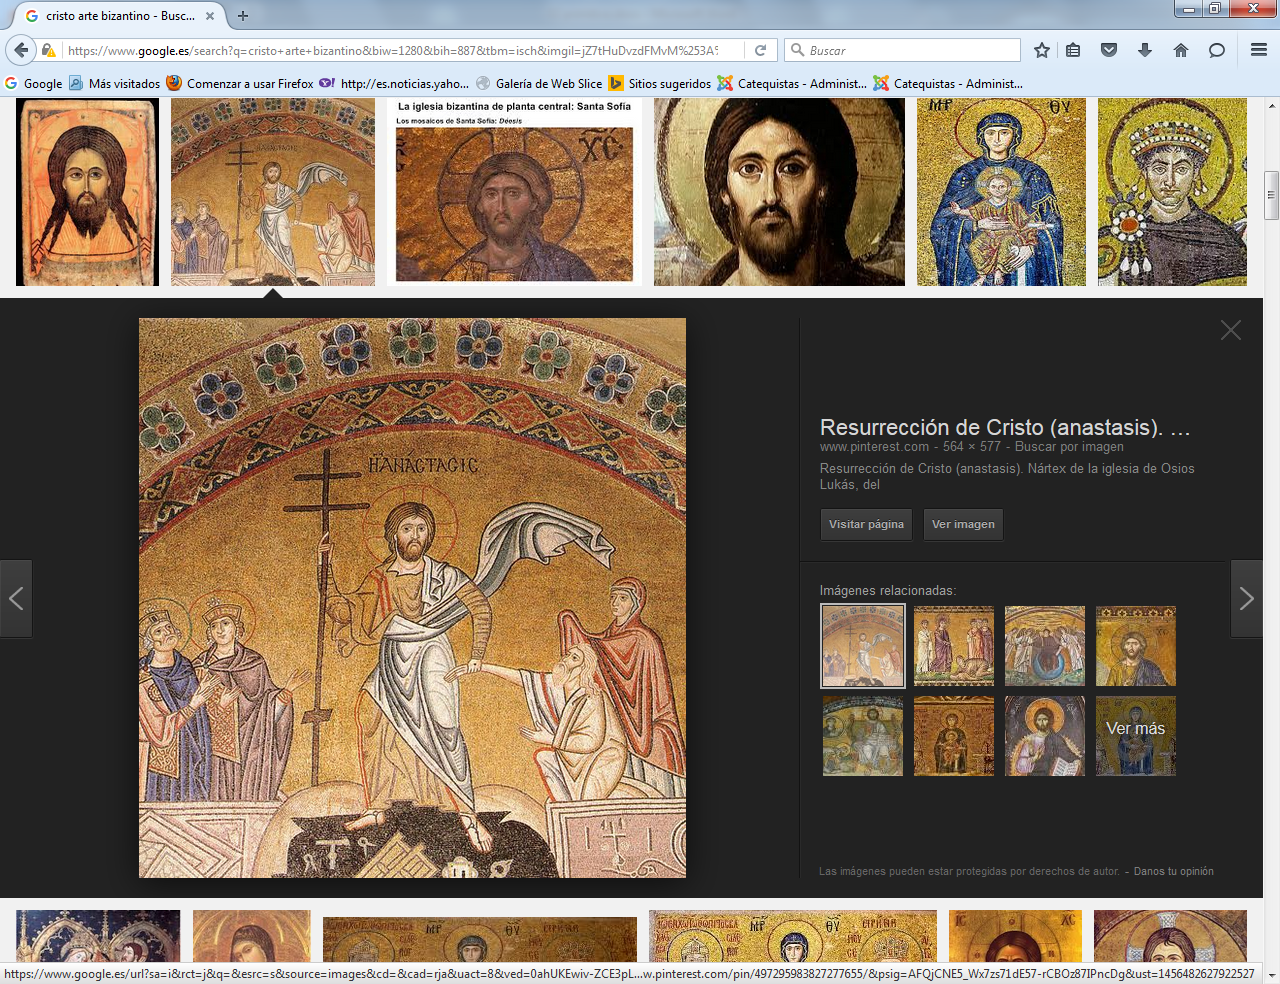 cristo arte bizantino - Busc...
https://www.google.es/search?q=cristo+arte+bizantino&biw=1280&bih=887&tbm=isch&imgil=jZ7tHuDvzdFMvM%253A%
Buscar
Google
Más visitados
Comenzar a usar Firefox
http://es.noticias.yaho...
Galería de Web Slice
Sitios sugeridos
Catequistas - Administ...
Catequistas - Administ...
La iglesia bizantina de planta central: Santa Sofía
Los mosaicos de Santa Sofía: Déesis
ΗΑΝΑCΤΑCΙC
Resurrección de Cristo (anastasis). ...
www.pinterest.com - 564 × 577 - Buscar por imagen
Resurrección de Cristo (anastasis). Nártex de la iglesia de Osios
Lukás, del
Visitar página
Ver imagen
Imágenes relacionadas:
Ver más
Las imágenes pueden estar protegidas por derechos de autor. - Danos tu opinión
https://www.google.es/url?sa=i&rct=j&q=&esrc=s&source=images&cd=&cad=rja&uact=8&ved=0ahUKEwiv-ZCE3pL...w.pinterest.com/pin/497295983827277655/&psig=AFQjCNE5_Wx7zs71dE57-rCBOz87IPncDg&ust=1456482627922527